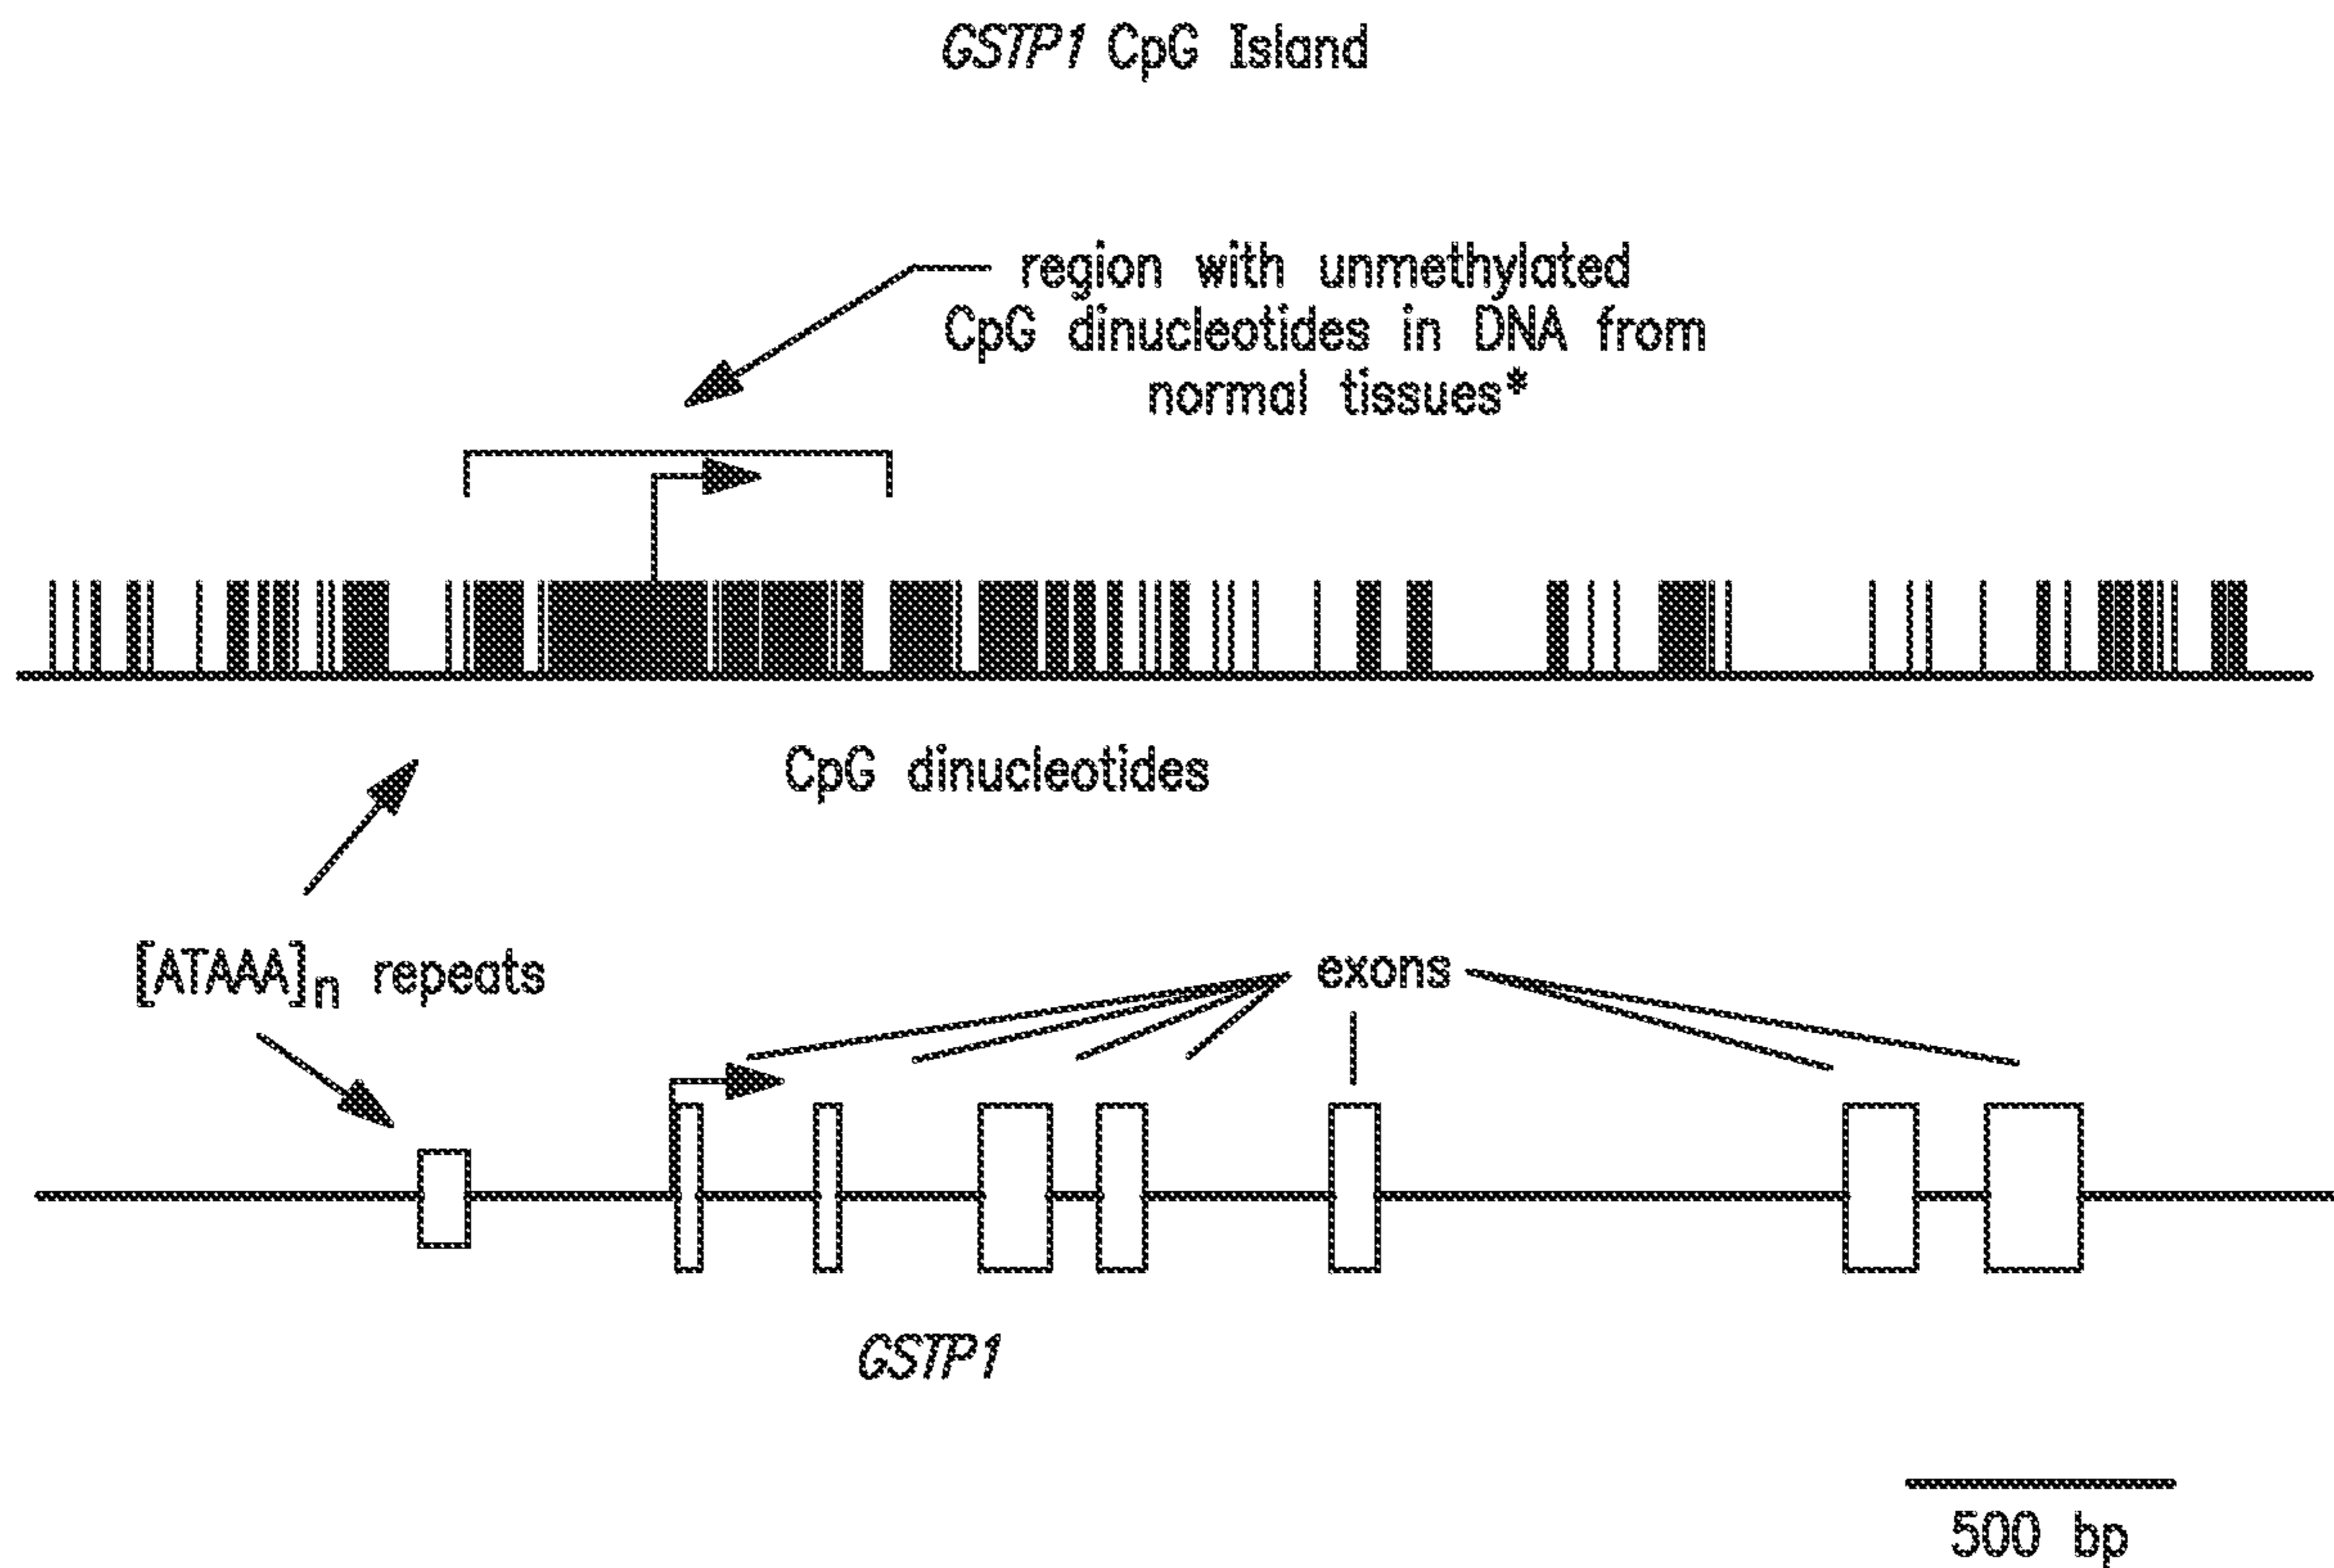 GSTP1 CpG Island
region with unmethylated
CpG dinucleotides in DNA from
normal tissues*
CpG dinucleotides
[ATAAA]n repeats
exons
GSTP1
500 bp